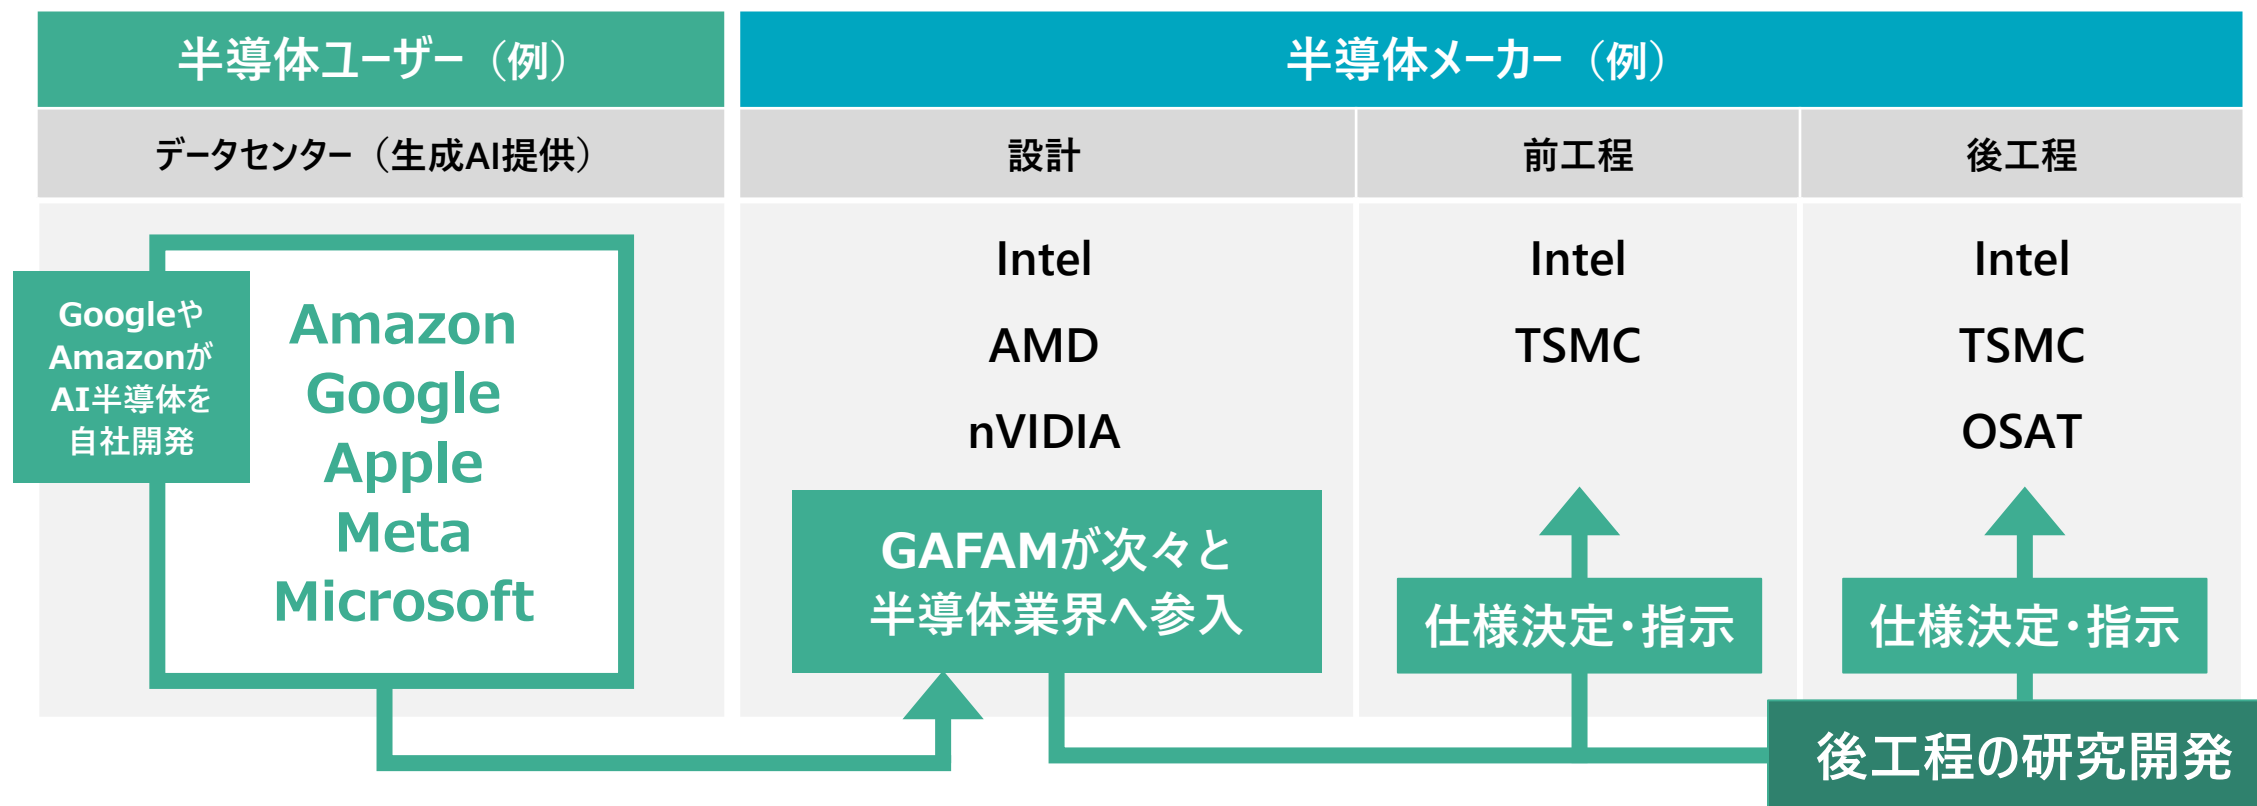 半導体ユーザー（例）
半導体メーカー（例）
データセンター（生成AI提供）
設計
前工程
後工程
Googleや
Amazonが
AI半導体を
自社開発
Amazon
Google
Apple
Meta
Microsoft
Intel
AMD
nVIDIA
GAFAMが次々と
半導体業界へ参入
Intel
TSMC
仕様決定・指示
Intel
TSMC
OSAT
仕様決定・指示
後工程の研究開発